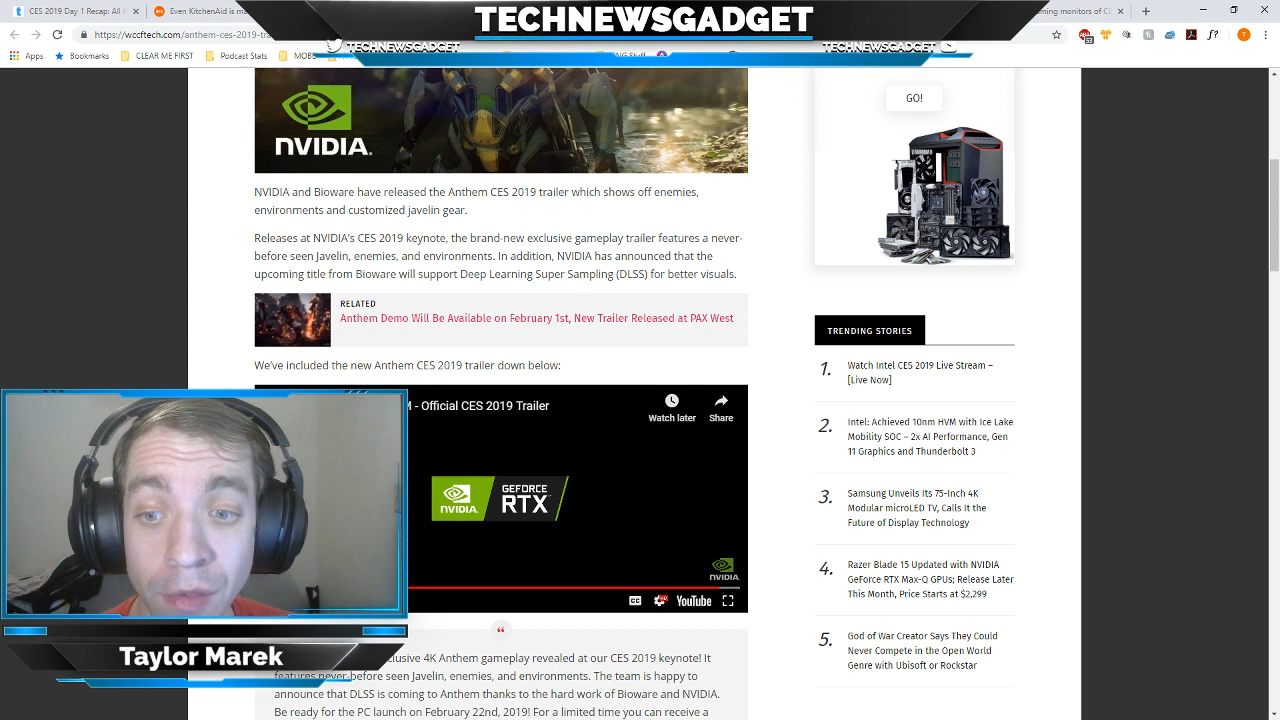 TECHNEWSGADGET
CES 2019 Day 1 Recap: All t
Even KitchenAid is ma
aming monitors of C
https://wccftech.com/anthem-ces-2019-tra
TECHNEWSGADGET
TECHNEWSGADGET
Apps
Bookmarks
CLEAR ME FIRST
Podcast Stats
MOBS
NVIDIA.
GO!
NVIDIA and Bioware have released the Anthem CES 2019 trailer which shows off enemies,
environments and customized javelin gear.
Releases at NVIDIA's CES 2019 keynote, the brand-new exclusive gameplay trailer features a never-
before seen Javelin, enemies, and environments. In addition, NVIDIA has announced that the
upcoming title from Bioware will support Deep Learning Super Sampling (DLSS) for better visuals.
RELATED
Anthem Demo Will Be Available on February 1st, New Trailer Released at PAX West
We've included the new Anthem CES 2019 trailer down below:
M - Official CES 2019 Trailer
Watch later
Share
NVIDIA.
GEFORCE
RTX
NVIDIA.
CC
YouTube
clusive 4K Anthem gameplay revealed at our CES 2019 keynote! It
features never-before seen Javelin, enemies, and environments. The team is happy to
announce that DLSS is coming to Anthem thanks to the hard work of Bioware and NVIDIA.
Be ready for the PC launch on February 22nd, 2019! For a limited time you can receive a
TRENDING STORIES
1. Watch Intel CES 2019 Live Stream –
[Live Now]
2. Intel: Achieved 10nm HVM with Ice Lake
Mobility SOC – 2x AI Performance, Gen
11 Graphics and Thunderbolt 3
3. Samsung Unveils Its 75-Inch 4K
Modular microLED TV, Calls It the
Future of Display Technology
4. Razer Blade 15 Updated with NVIDIA
GeForce RTX Max-Q GPUs; Release Later
This Month, Price Starts at $2,299
5. God of War Creator Says They Could
Never Compete in the Open World
Genre with Ubisoft or Rockstar
Taylor Marek